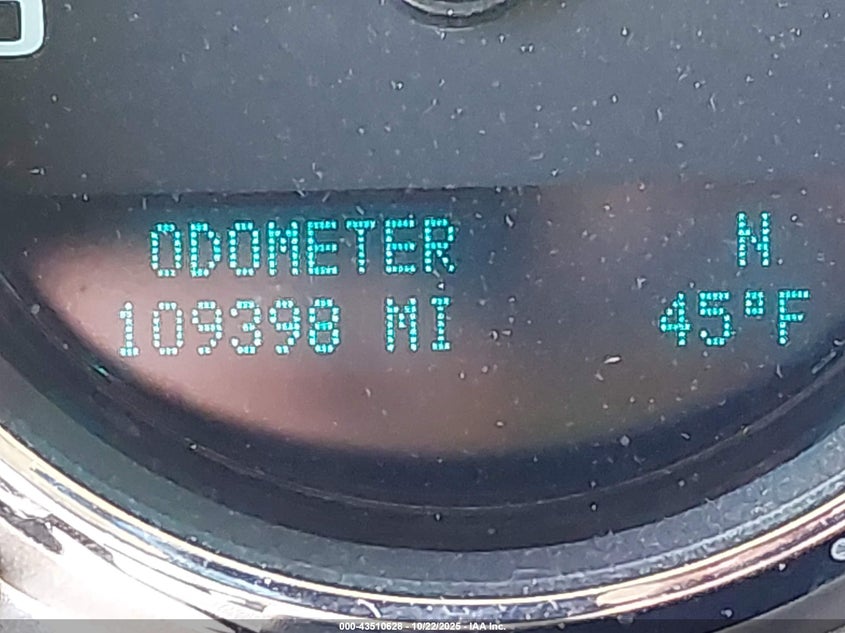 ODOMETER N
109398 MI 45°F
000-43510628 - 10/22/2025 - IAA Inc.